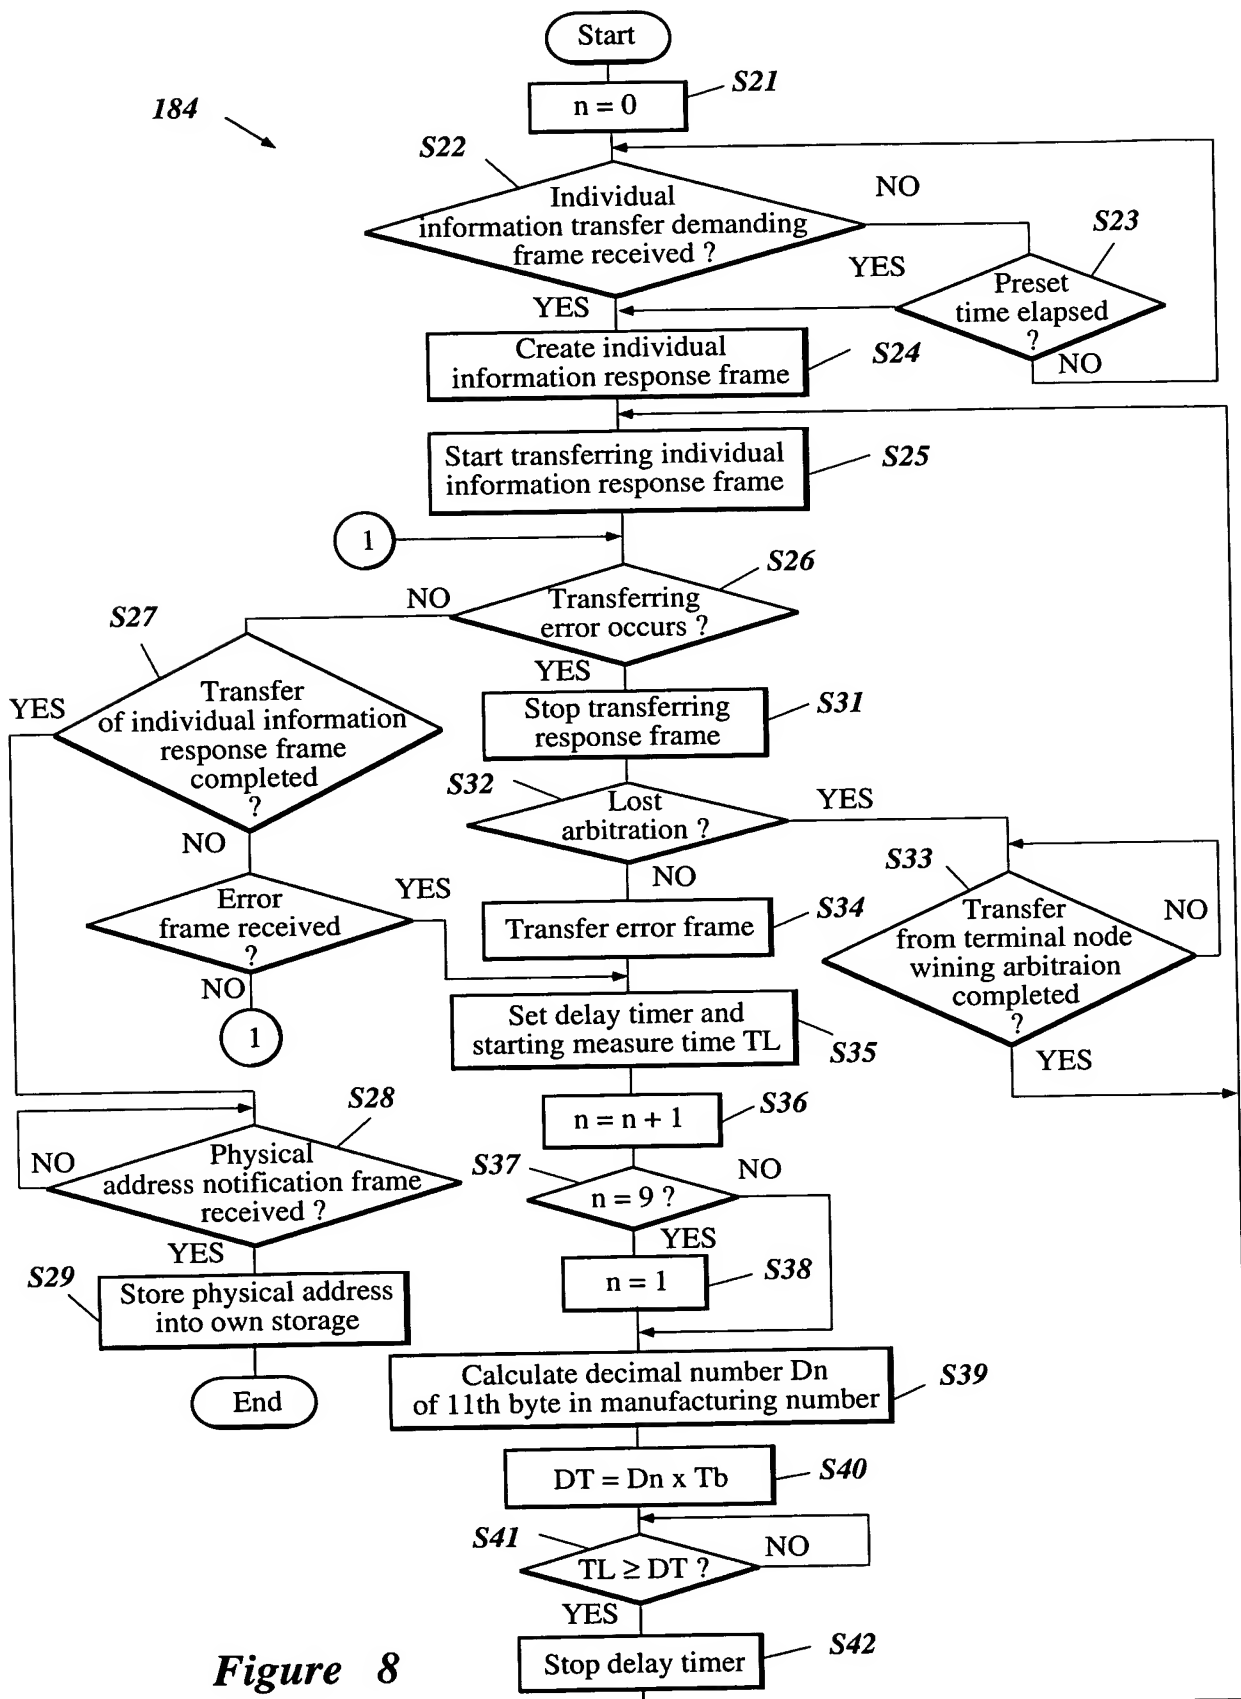 Start
n = 0
S21
184
S22
Individual
information transfer demanding
frame received ?
NO
S23
YES
Preset
time elapsed
?
NO
YES
Create individual
information response frame
S24
Start transferring individual
information response frame
S25
1
S26
Transferring
error occurs ?
NO
S27
YES
Transfer
of individual information
response frame
completed
?
YES
Stop transferring
response frame
S31
S32
Lost
arbitration ?
YES
NO
NO
S33
Transfer
from terminal node
wining arbitraion
completed
?
NO
Error
frame received
?
YES
Transfer error frame
S34
NO
1
Set delay timer and
starting measure time TL
S35
YES
n = n + 1
S36
S28
Physical
address notification frame
received ?
NO
S37
n = 9 ?
NO
YES
YES
S29
Store physical address
into own storage
n = 1
S38
End
Calculate decimal number Dn
of 11th byte in manufacturing number
S39
DT = Dn x Tb
S40
S41
TL ≥ DT ?
NO
YES
Stop delay timer
S42
Figure 8